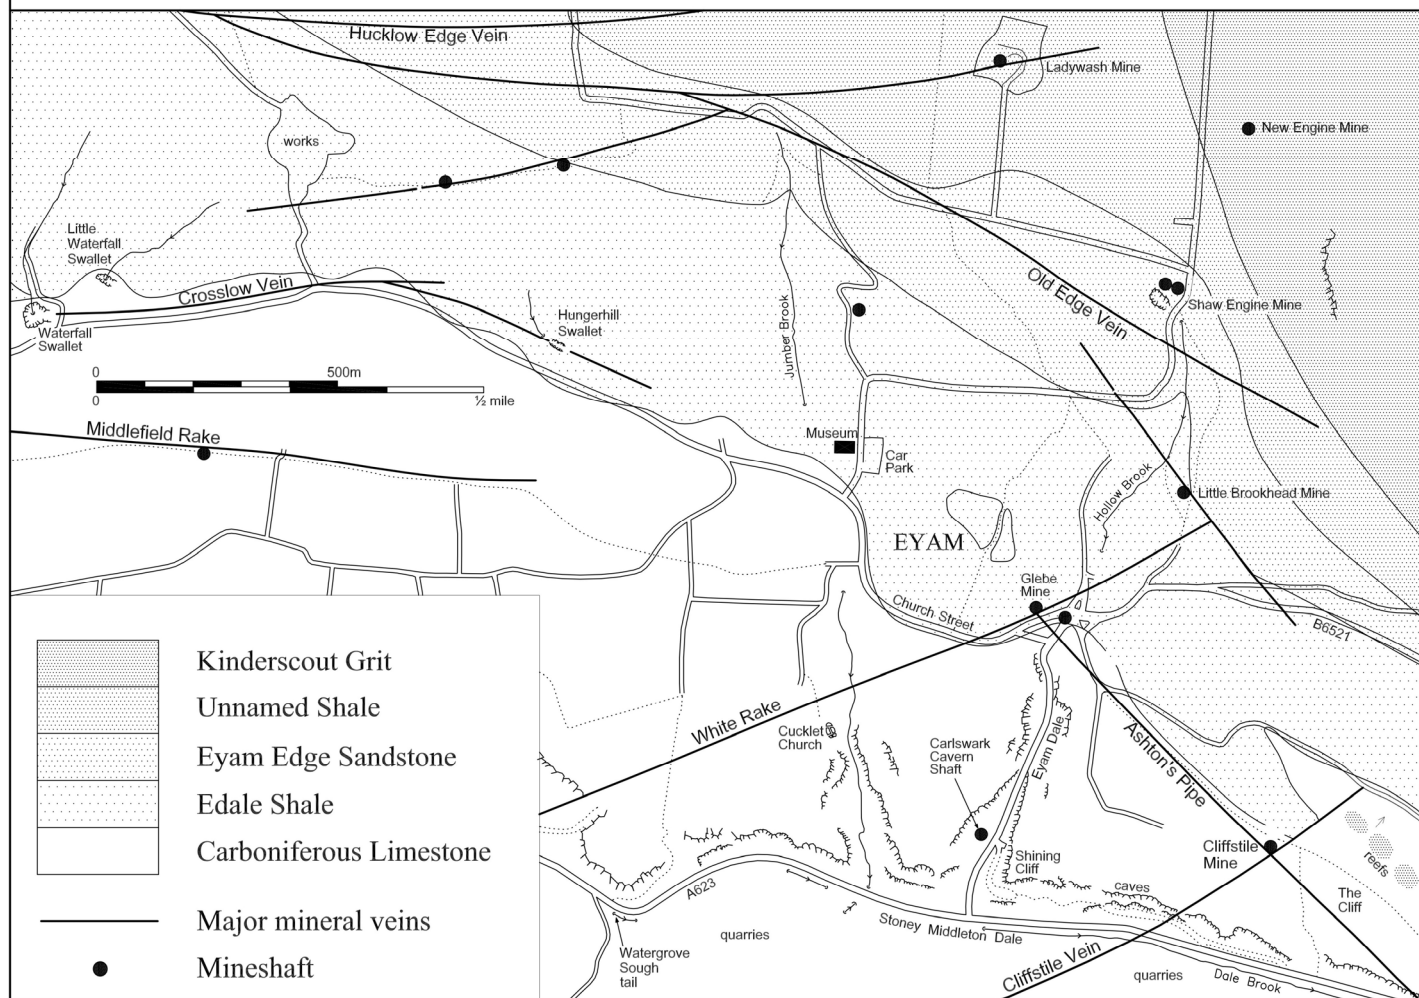 Hucklow Edge Vein
Ladywash Mine
New Engine Mine
works
Little
Waterfall
Swallet
Crosslow Vein
Waterfall
Swallet
Hungerhill
Swallet
Jumber Brook
Old Edge Vein
Shaw Engine Mine
0 500m
0 ½ mile
Middlefield Rake
Museum
Car
Park
Hollow Brook
Little Brookhead Mine
EYAM
Glebe
Mine
Church Street
B6521
White Rake
Cucklet
Church
Carlswark
Cavern
Shaft
Eyam Dale
Ashton's Pipe
Shining
Cliff
Cliffstile
Mine
reefs
caves
The
Cliff
A623
Stoney Middleton Dale
quarries
Watergrove
Sough
tail
Cliffstile Vein
quarries
Dale Brook
Kinderscout Grit
Unnamed Shale
Eyam Edge Sandstone
Edale Shale
Carboniferous Limestone
Major mineral veins
Mineshaft